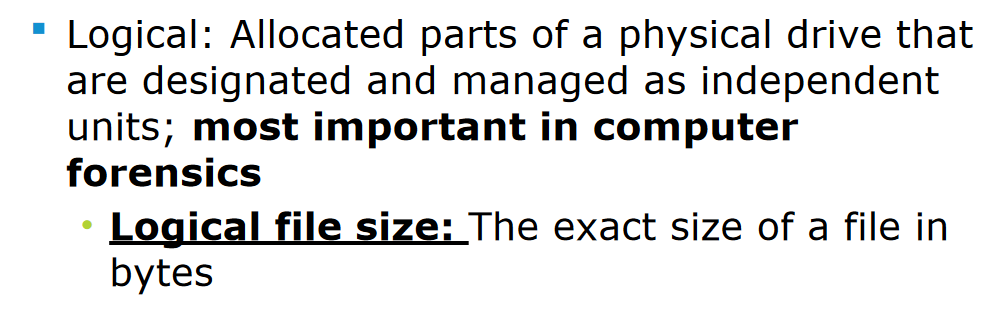 Logical: Allocated parts of a physical drive that
are designated and managed as independent
units; most important in computer
forensics
Logical file size: The exact size of a file in
bytes